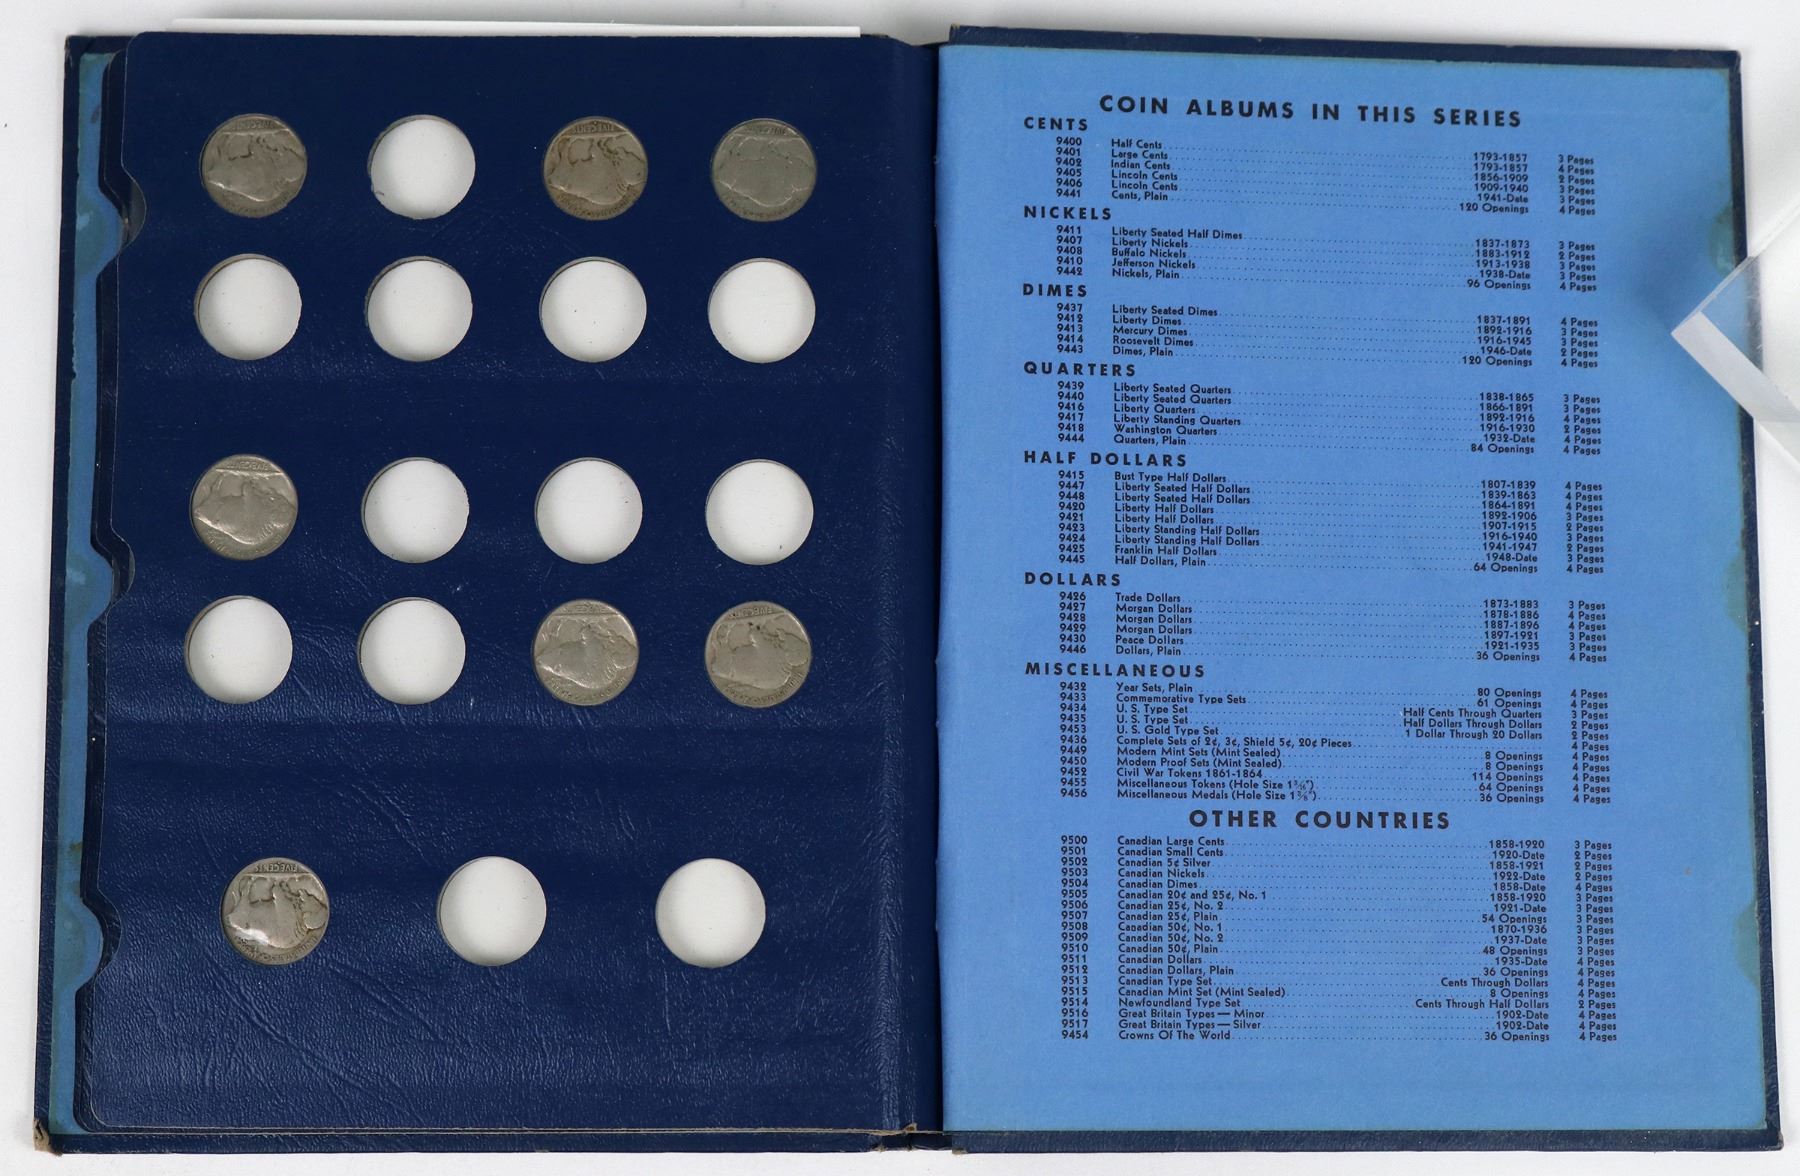 FIVE CENTS
FIVE CENTS
FIVE CENTS
FIVE CENTS
COIN ALBUMS IN THIS SERIES
CENTS
9400 Half Cents 1793-1857 3 Pages
9401 Large Cents 1793-1857 4 Pages
9402 Indian Cents 1856-1909 2 Pages
9405 Lincoln Cents 1909-1940 3 Pages
9406 Lincoln Cents 1941-Date 3 Pages
9441 Cents, Plain 120 Openings 4 Pages
NICKELS
9411 Liberty Seated Half Dimes 1837-1873 3 Pages
9407 Liberty Nickels 1883-1912 2 Pages
9408 Buffalo Nickels 1913-1938 3 Pages
9410 Jefferson Nickels 1938-Date 3 Pages
9442 Nickels, Plain 96 Openings 4 Pages
DIMES
9437 Liberty Seated Dimes 1837-1891 4 Pages
9412 Liberty Dimes 1892-1916 3 Pages
9413 Mercury Dimes 1916-1945 3 Pages
9414 Roosevelt Dimes 1946-Date 2 Pages
9443 Dimes, Plain 120 Openings 4 Pages
QUARTERS
9439 Liberty Seated Quarters 1838-1865 3 Pages
9440 Liberty Seated Quarters 1866-1891 3 Pages
9416 Liberty Quarters 1892-1916 4 Pages
9417 Liberty Standing Quarters 1916-1930 2 Pages
9418 Washington Quarters 1932-Date 4 Pages
9444 Quarters, Plain 84 Openings 4 Pages
HALF DOLLARS
9415 Bust Type Half Dollars 1807-1839 4 Pages
9447 Liberty Seated Half Dollars 1839-1863 4 Pages
9448 Liberty Seated Half Dollars 1864-1891 4 Pages
9420 Liberty Half Dollars 1892-1906 3 Pages
9421 Liberty Half Dollars 1907-1915 2 Pages
9423 Liberty Standing Half Dollars 1916-1940 3 Pages
9424 Liberty Standing Half Dollars 1941-1947 2 Pages
9425 Franklin Half Dollars 1948-Date 3 Pages
9445 Half Dollars, Plain 64 Openings 4 Pages
DOLLARS
9426 Trade Dollars 1873-1883 3 Pages
9427 Morgan Dollars 1878-1886 4 Pages
9428 Morgan Dollars 1887-1896 4 Pages
9429 Morgan Dollars 1897-1921 3 Pages
9430 Peace Dollars 1921-1935 3 Pages
9446 Dollars, Plain 36 Openings 4 Pages
MISCELLANEOUS
9432 Year Sets, Plain 80 Openings 4 Pages
9433 Commemorative Type Sets 61 Openings 4 Pages
9434 U. S. Type Set Half Cents Through Quarters 3 Pages
9435 U. S. Type Set Half Dollars Through Dollars 2 Pages
9453 U. S. Gold Type Set 1 Dollar Through 20 Dollars 2 Pages
9436 Complete Sets of 2¢, 3¢, Shield 5¢, 20¢ Pieces 4 Pages
9449 Modern Mint Sets (Mint Sealed) 8 Openings 4 Pages
9450 Modern Proof Sets (Mint Sealed) 8 Openings 4 Pages
9452 Civil War Tokens 1861-1864 114 Openings 4 Pages
9455 Miscellaneous Tokens (Hole Size 1 3/16") 64 Openings 4 Pages
9456 Miscellaneous Medals (Hole Size 1 3/8") 36 Openings 4 Pages
OTHER COUNTRIES
9500 Canadian Large Cents 1858-1920 3 Pages
9501 Canadian Small Cents 1920-Date 2 Pages
9502 Canadian 5¢ Silver 1858-1921 2 Pages
9503 Canadian Nickels 1922-Date 2 Pages
9504 Canadian Dimes 1858-Date 4 Pages
9505 Canadian 20¢ and 25¢, No. 1 1858-1920 3 Pages
9506 Canadian 25¢, No. 2 1921-Date 3 Pages
9507 Canadian 25¢, Plain 54 Openings 3 Pages
9508 Canadian 50¢, No. 1 1870-1936 3 Pages
9509 Canadian 50¢, No. 2 1937-Date 3 Pages
9510 Canadian 50¢, Plain 48 Openings 3 Pages
9511 Canadian Dollars 1935-Date 4 Pages
9512 Canadian Dollars, Plain 36 Openings 4 Pages
9513 Canadian Type Set Cents Through Dollars 4 Pages
9515 Canadian Mint Set (Mint Sealed) 8 Openings 4 Pages
9514 Newfoundland Type Set Cents Through Half Dollars 2 Pages
9516 Great Britain Types — Minor 1902-Date 4 Pages
9517 Great Britain Types — Silver 1902-Date 4 Pages
9454 Crowns Of The World 36 Openings 4 Pages